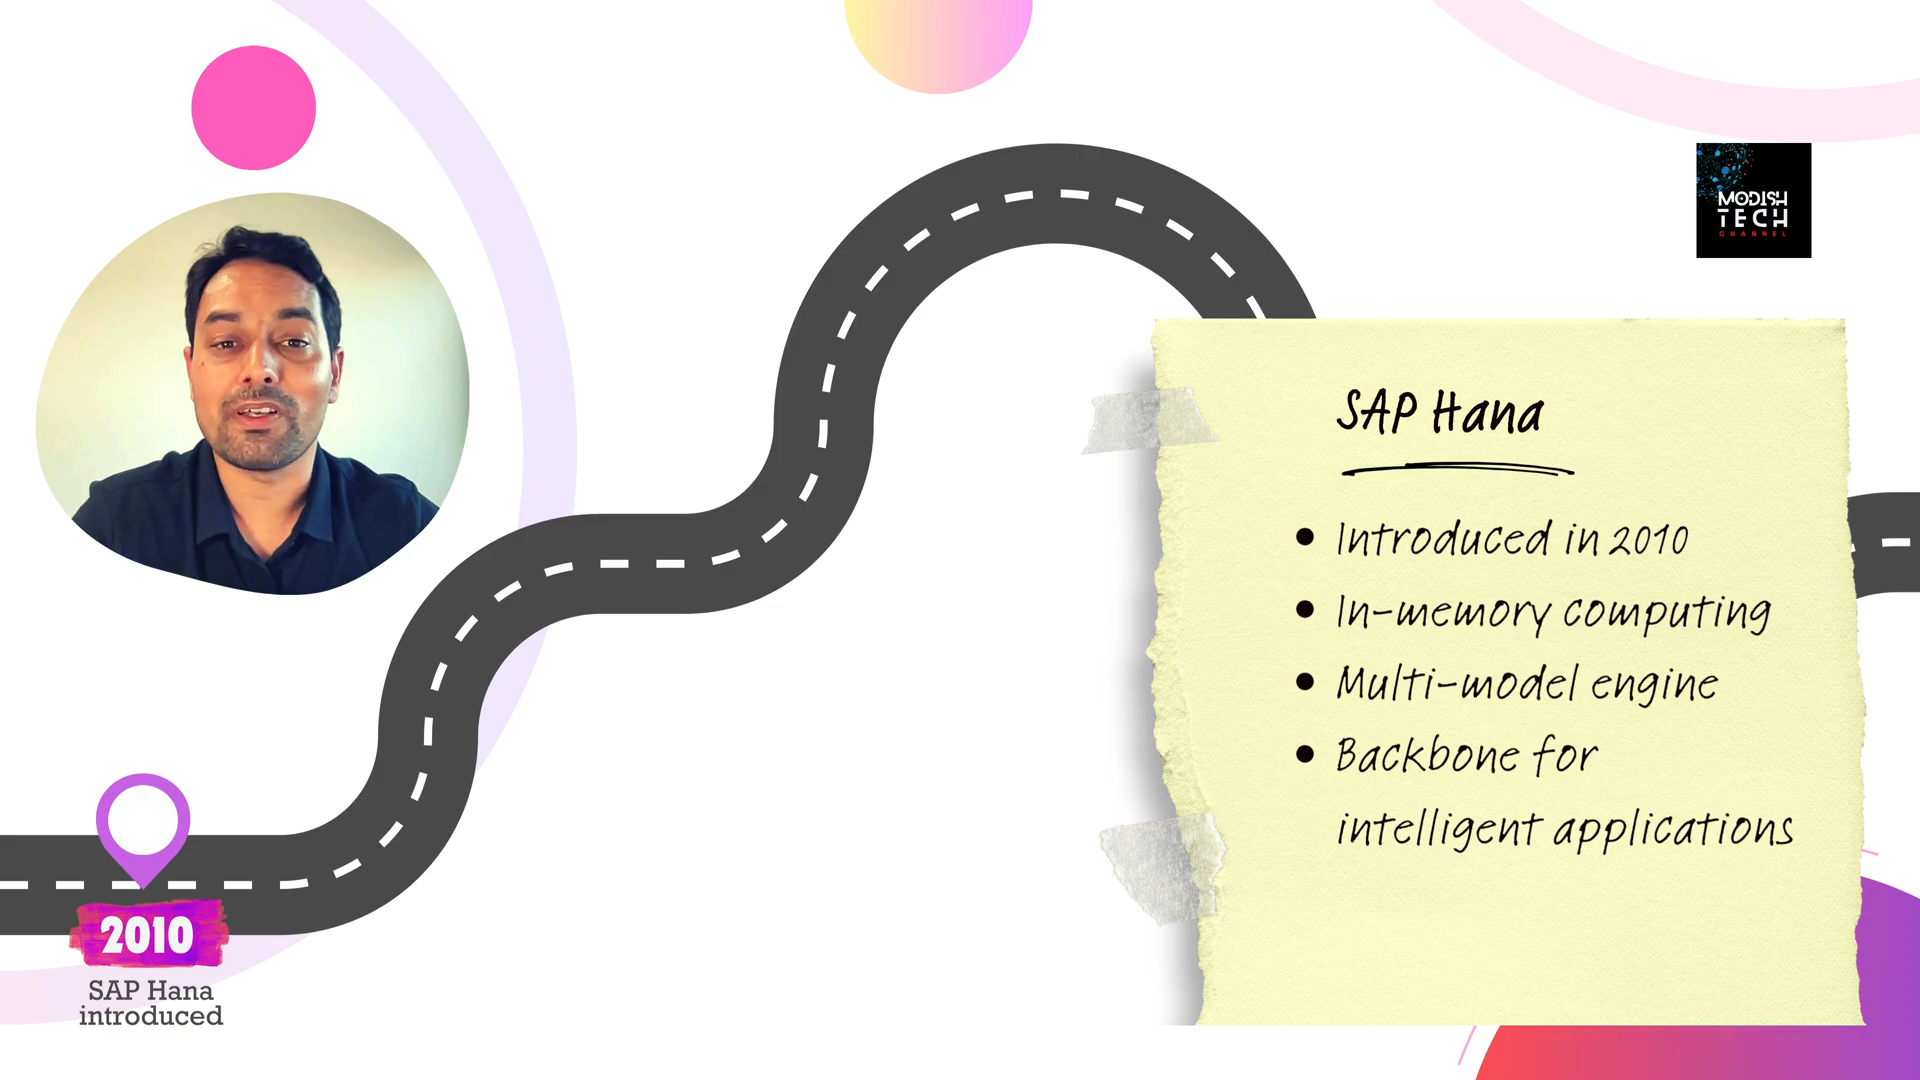 MODISH
TECH
CHANNEL
SAP Hana
• Introduced in 2010
• In-memory computing
• Multi-model engine
• Backbone for
intelligent applications
2010
SAP Hana
introduced